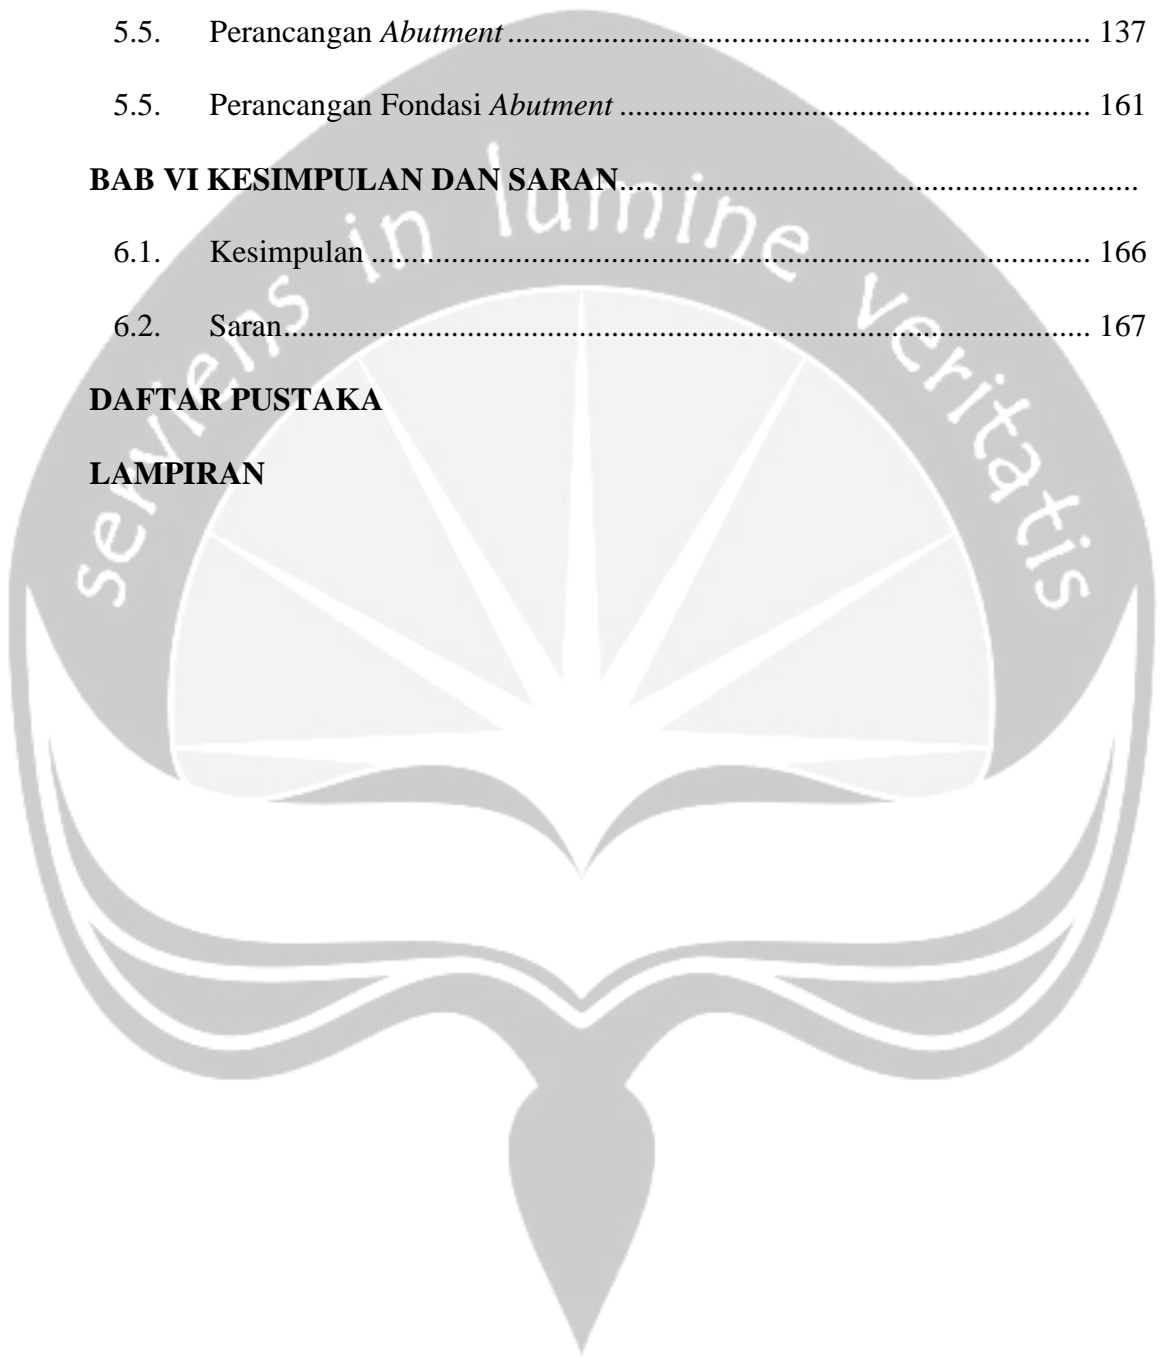 5.5. Perancangan Abutment ........................................................................ 137
5.5. Perancangan Fondasi Abutment .......................................................... 161
BAB VI KESIMPULAN DAN SARAN................................................................
6.1. Kesimpulan ......................................................................................... 166
6.2. Saran.................................................................................................... 167
DAFTAR PUSTAKA
LAMPIRAN
serviens in lumine veritatis